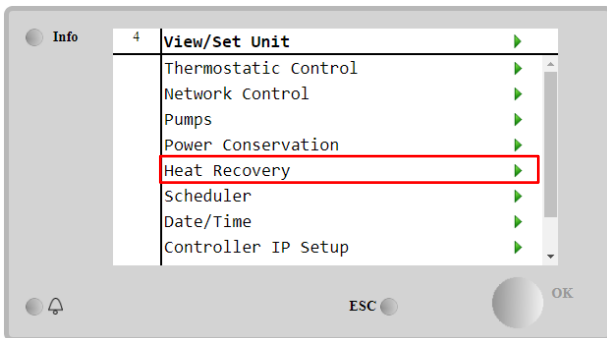 Info
4 View/Set Unit
Thermostatic Control
Network Control
Pumps
Power Conservation
Heat Recovery
Scheduler
Date/Time
Controller IP Setup
ESC
OK